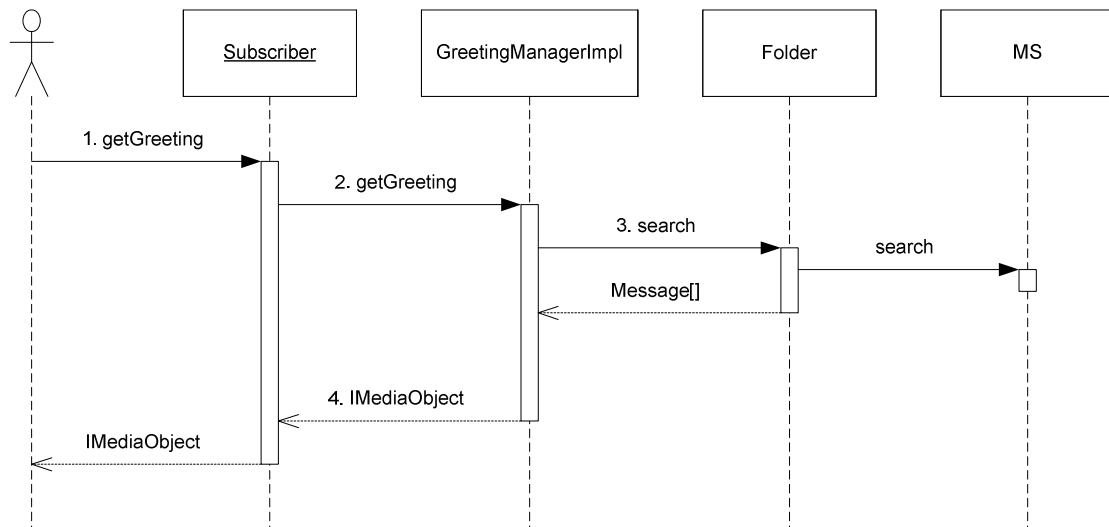 Subscriber
GreetingManagerImpl
Folder
MS
1. getGreeting
2. getGreeting
3. search
search
Message[]
4. IMediaObject
IMediaObject